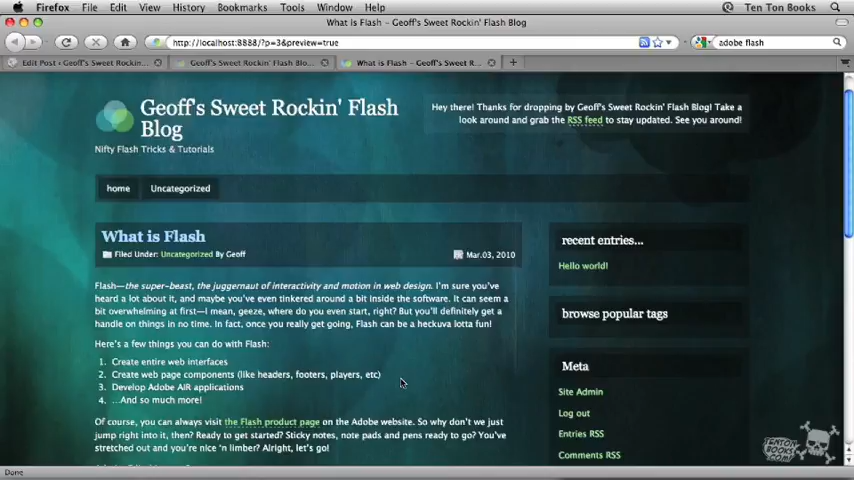 Firefox File Edit View History Bookmarks Tools Window Help Ten Ton Books
What is Flash – Geoff's Sweet Rockin' Flash Blog
http://localhost:8888/?p=3&preview=true
adobe flash
Edit Post ‹ Geoff's Sweet Rockin'...
Geoff's Sweet Rockin' Flash Blo...
What is Flash – Geoff's Sweet R...
Geoff's Sweet Rockin' Flash
Blog
Nifty Flash Tricks & Tutorials
Hey there! Thanks for dropping by Geoff's Sweet Rockin' Flash Blog! Take a
look around and grab the RSS feed to stay updated. See you around!
home Uncategorized
What is Flash
Filed Under: Uncategorized By Geoff
Mar.03, 2010
Flash—the super-beast, the juggernaut of interactivity and motion in web design. I'm sure you've
heard a lot about it, and maybe you've even tinkered around a bit inside the software. It can seem a
bit overwhelming at first—I mean, geeze, where do you even start, right? But you'll definitely get a
handle on things in no time. In fact, once you really get going, Flash can be a heckuva lotta fun!
Here's a few things you can do with Flash:
1. Create entire web interfaces
2. Create web page components (like headers, footers, players, etc)
3. Develop Adobe AIR applications
4. ...And so much more!
Of course, you can always visit the Flash product page on the Adobe website. So why don't we just
jump right into it, then? Ready to get started? Sticky notes, note pads and pens ready to go? You've
stretched out and you're nice 'n limber? Alright, let's go!
recent entries...
Hello world!
browse popular tags
Meta
Site Admin
Log out
Entries RSS
Comments RSS
TENTON
BOOKS
.COM!
Done